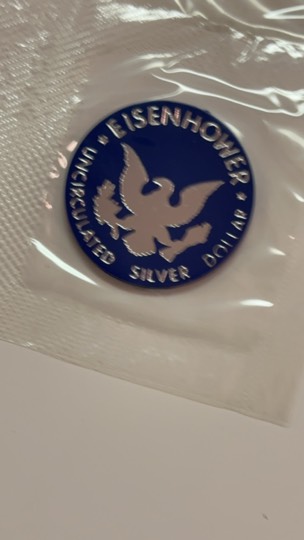 EISENHOWER
UNCIRCULATED SILVER DOLLAR